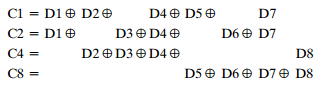 C1 = D1⊕ D2⊕ D4⊕ D5⊕ D7
C2 = D1⊕ D3⊕D4⊕ D6⊕ D7
C4 = D2⊕D3⊕D4⊕ D8
C8 = D5⊕ D6⊕ D7⊕ D8